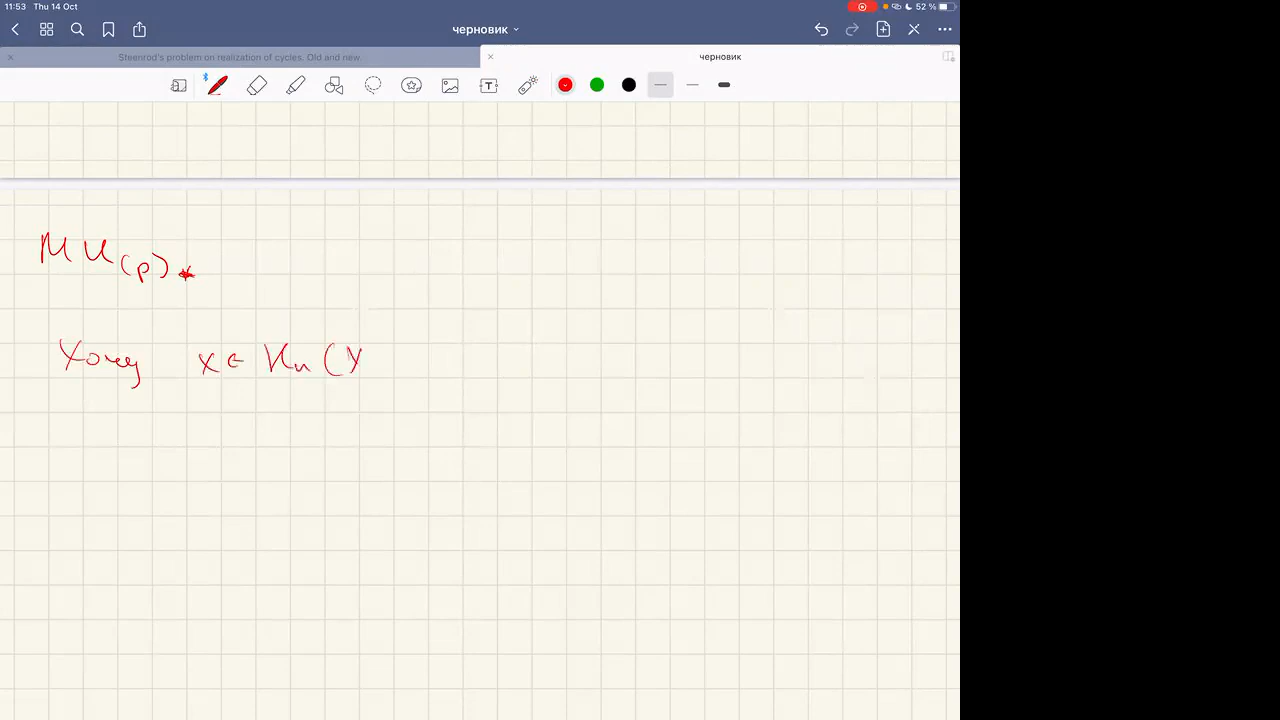 11:53 Thu 14 Oct 52 %
черновик
Steenrod's problem on realization of cycles. Old and new.
черновик
MU(p)*
Хочу x ∈ Hn (X